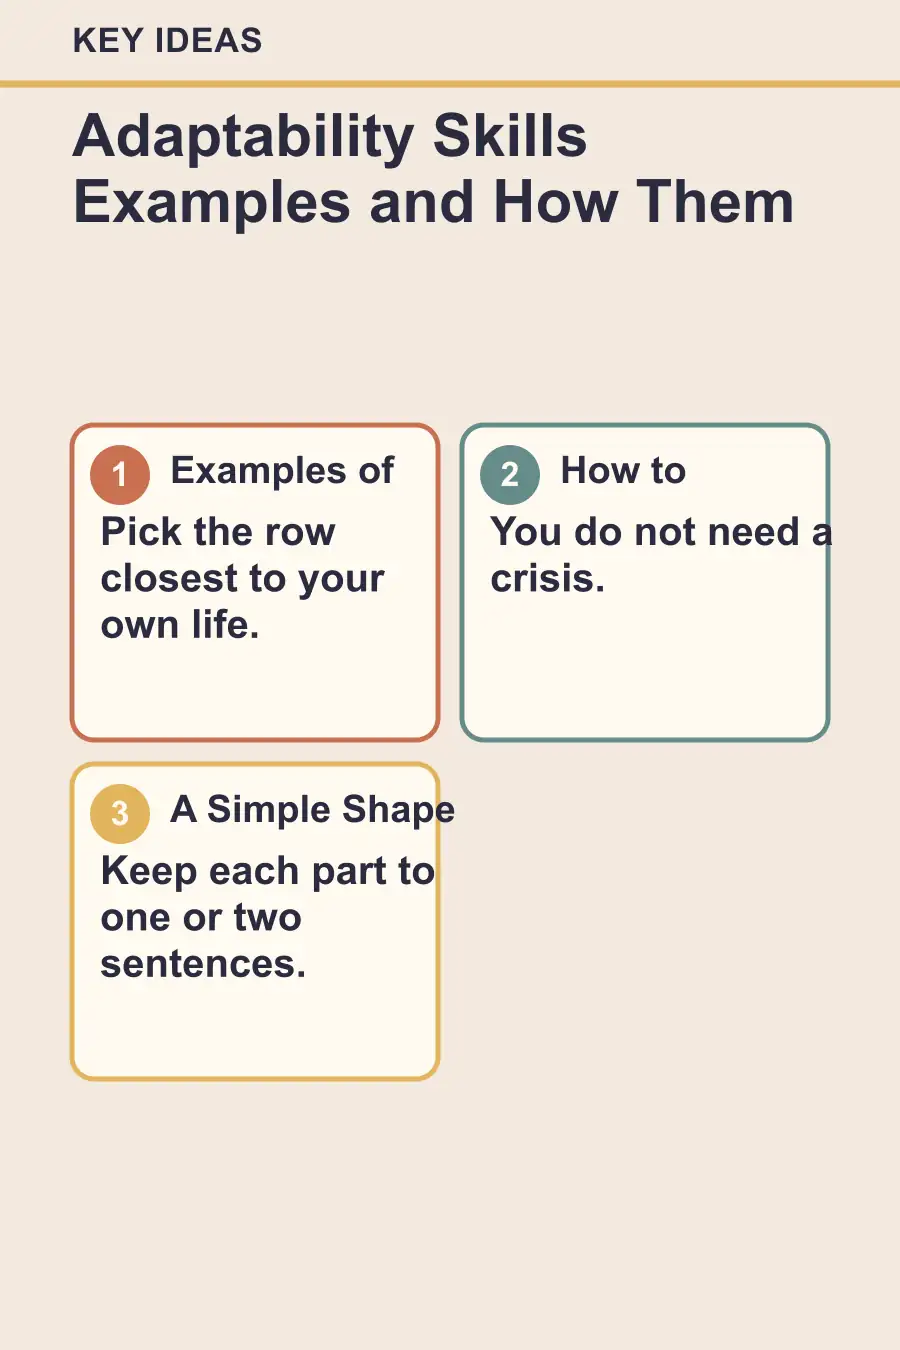 KEY IDEAS
Adaptability Skills
Examples and How Them
1 Examples of
Pick the row
closest to your
own life.
2 How to
You do not need a
crisis.
3 A Simple Shape
Keep each part to
one or two
sentences.